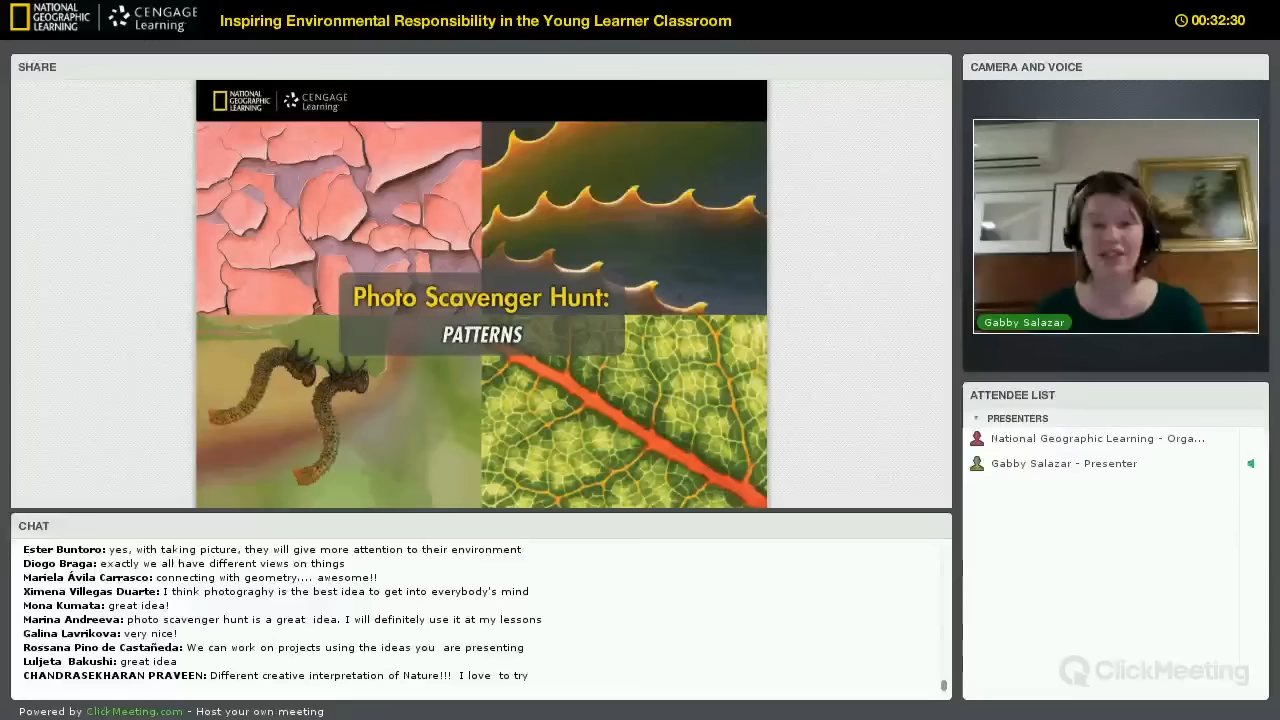 NATIONAL
GEOGRAPHIC
LEARNING
CENGAGE
Learning
Inspiring Environmental Responsibility in the Young Learner Classroom
00:32:30
SHARE
NATIONAL
GEOGRAPHIC
LEARNING
CENGAGE
Learning
Photo Scavenger Hunt:
PATTERNS
CAMERA AND VOICE
Gabby Salazar
ATTENDEE LIST
PRESENTERS
National Geographic Learning - Orga...
Gabby Salazar - Presenter
CHAT
Ester Buntoro: yes, with taking picture, they will give more attention to their environment
Diogo Braga: exactly we all have different views on things
Mariela Ávila Carrasco: connecting with geometry.... awesome!!
Ximena Villegas Duarte: I think photograghy is the best idea to get into everybody's mind
Mona Kumata: great idea!
Marina Andreeva: photo scavenger hunt is a great idea. I will definitely use it at my lessons
Galina Lavrikova: very nice!
Rossana Pino de Castañeda: We can work on projects using the ideas you are presenting
Luljeta Bakushi: great idea
CHANDRASEKHARAN PRAVEEN: Different creative interpretation of Nature!!! I love to try
ClickMeeting
Powered by ClickMeeting.com - Host your own meeting